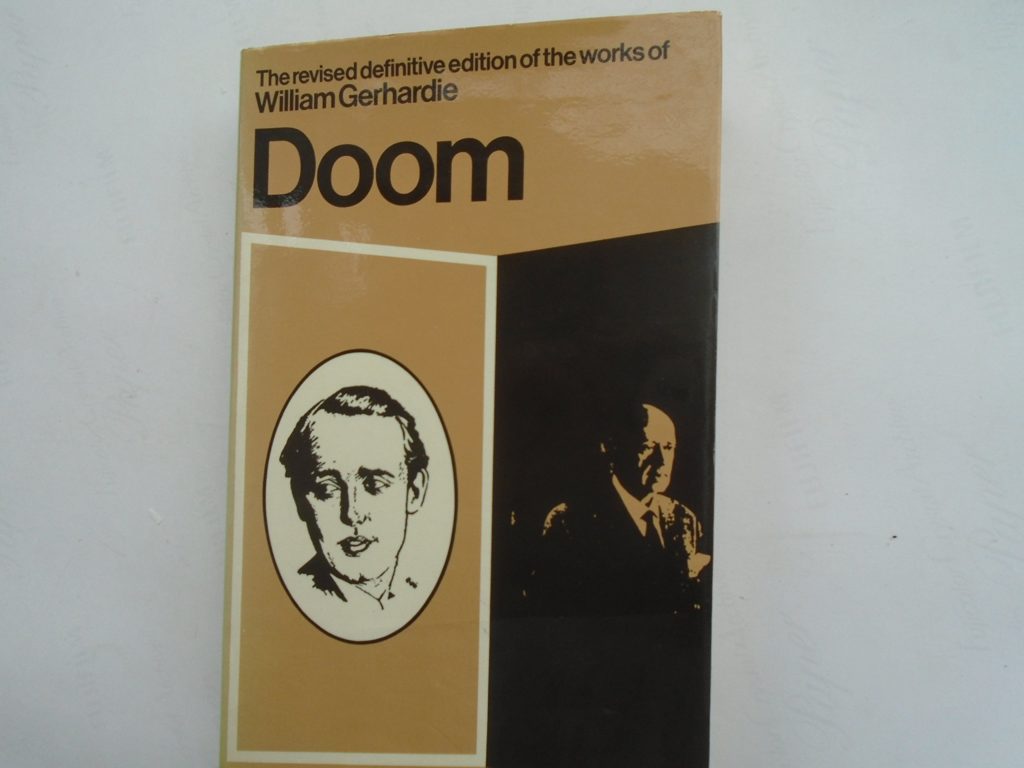 The revised definitive edition of the works of
William Gerhardie
Doom